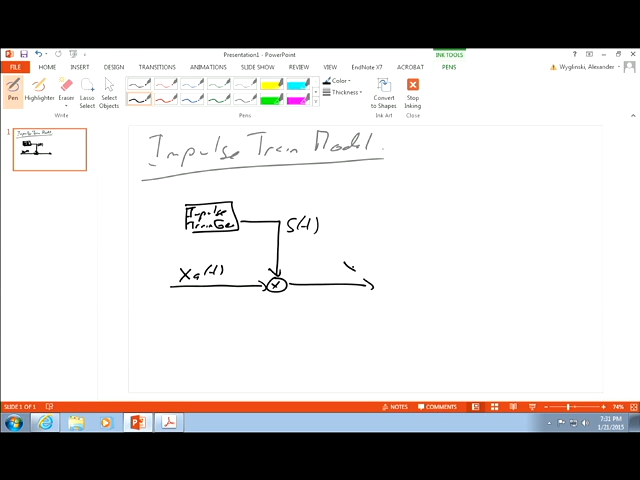 Presentation1 - PowerPoint
INK TOOLS
FILE HOME INSERT DESIGN TRANSITIONS ANIMATIONS SLIDE SHOW REVIEW VIEW EndNote X7 ACROBAT PENS
Wyglinski, Alexander
Pen Highlighter Eraser Lasso Select Objects
Color
Thickness
Convert to Shapes
Stop Inking
Write Pens Ink Art Close
1
Impulse Train Model.
Impulse
Train Gen
S(t)
Xa(t)
x
SLIDE 1 OF 1
NOTES COMMENTS 74%
7:31 PM
1/21/2015